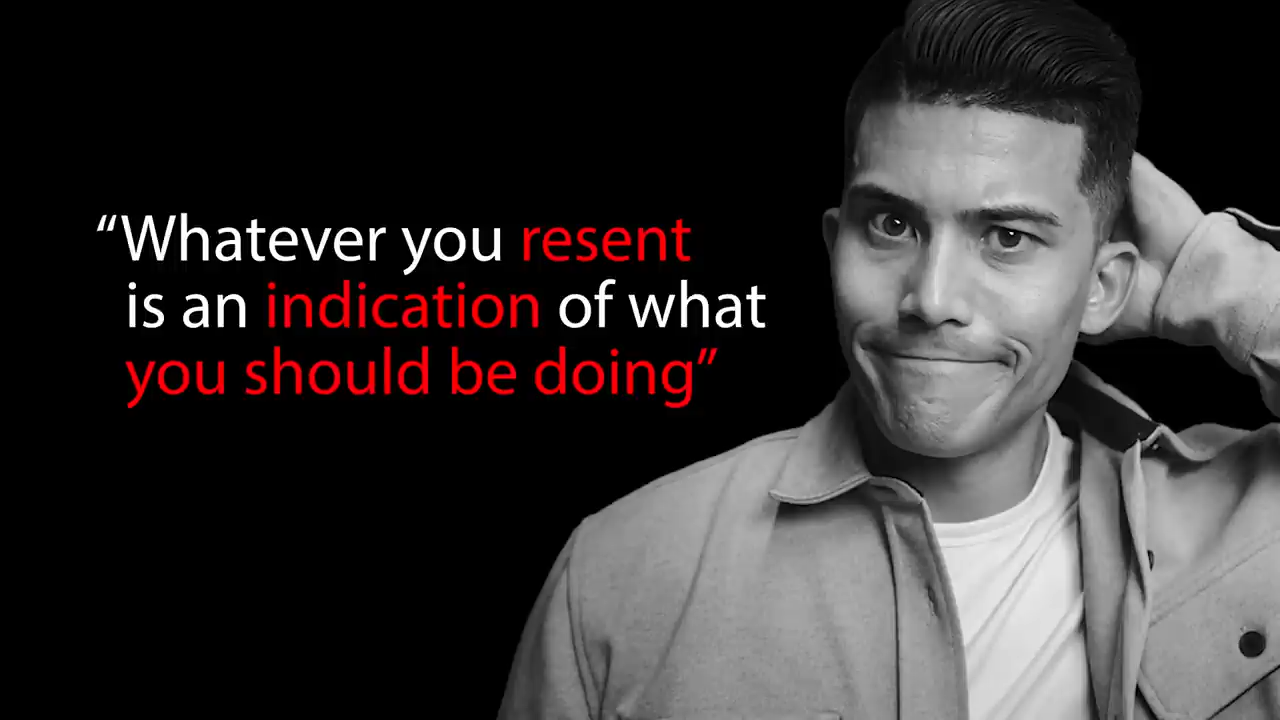 “Whatever you resent
is an indication of what
you should be doing”